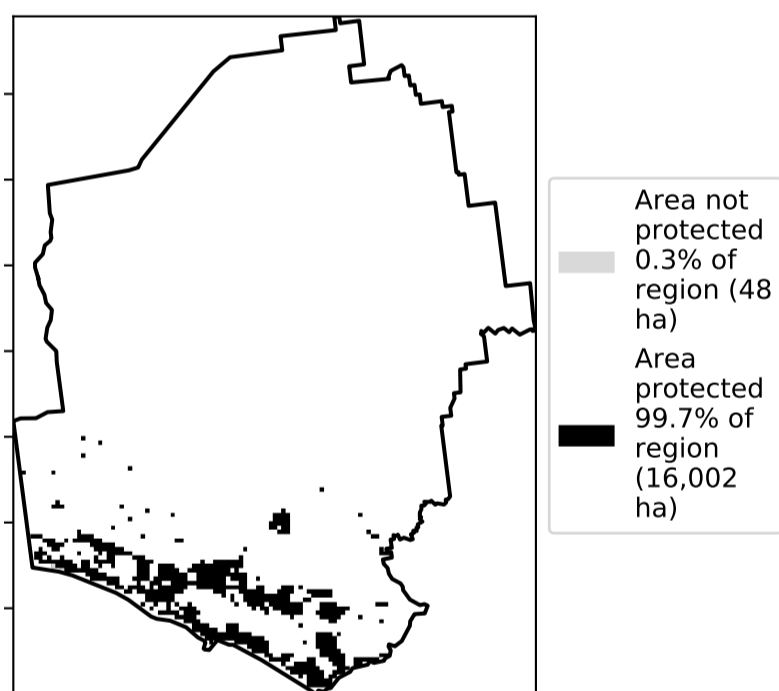 Area not
protected
0.3% of
region (48
ha)
Area
protected
99.7% of
region
(16,002
ha)